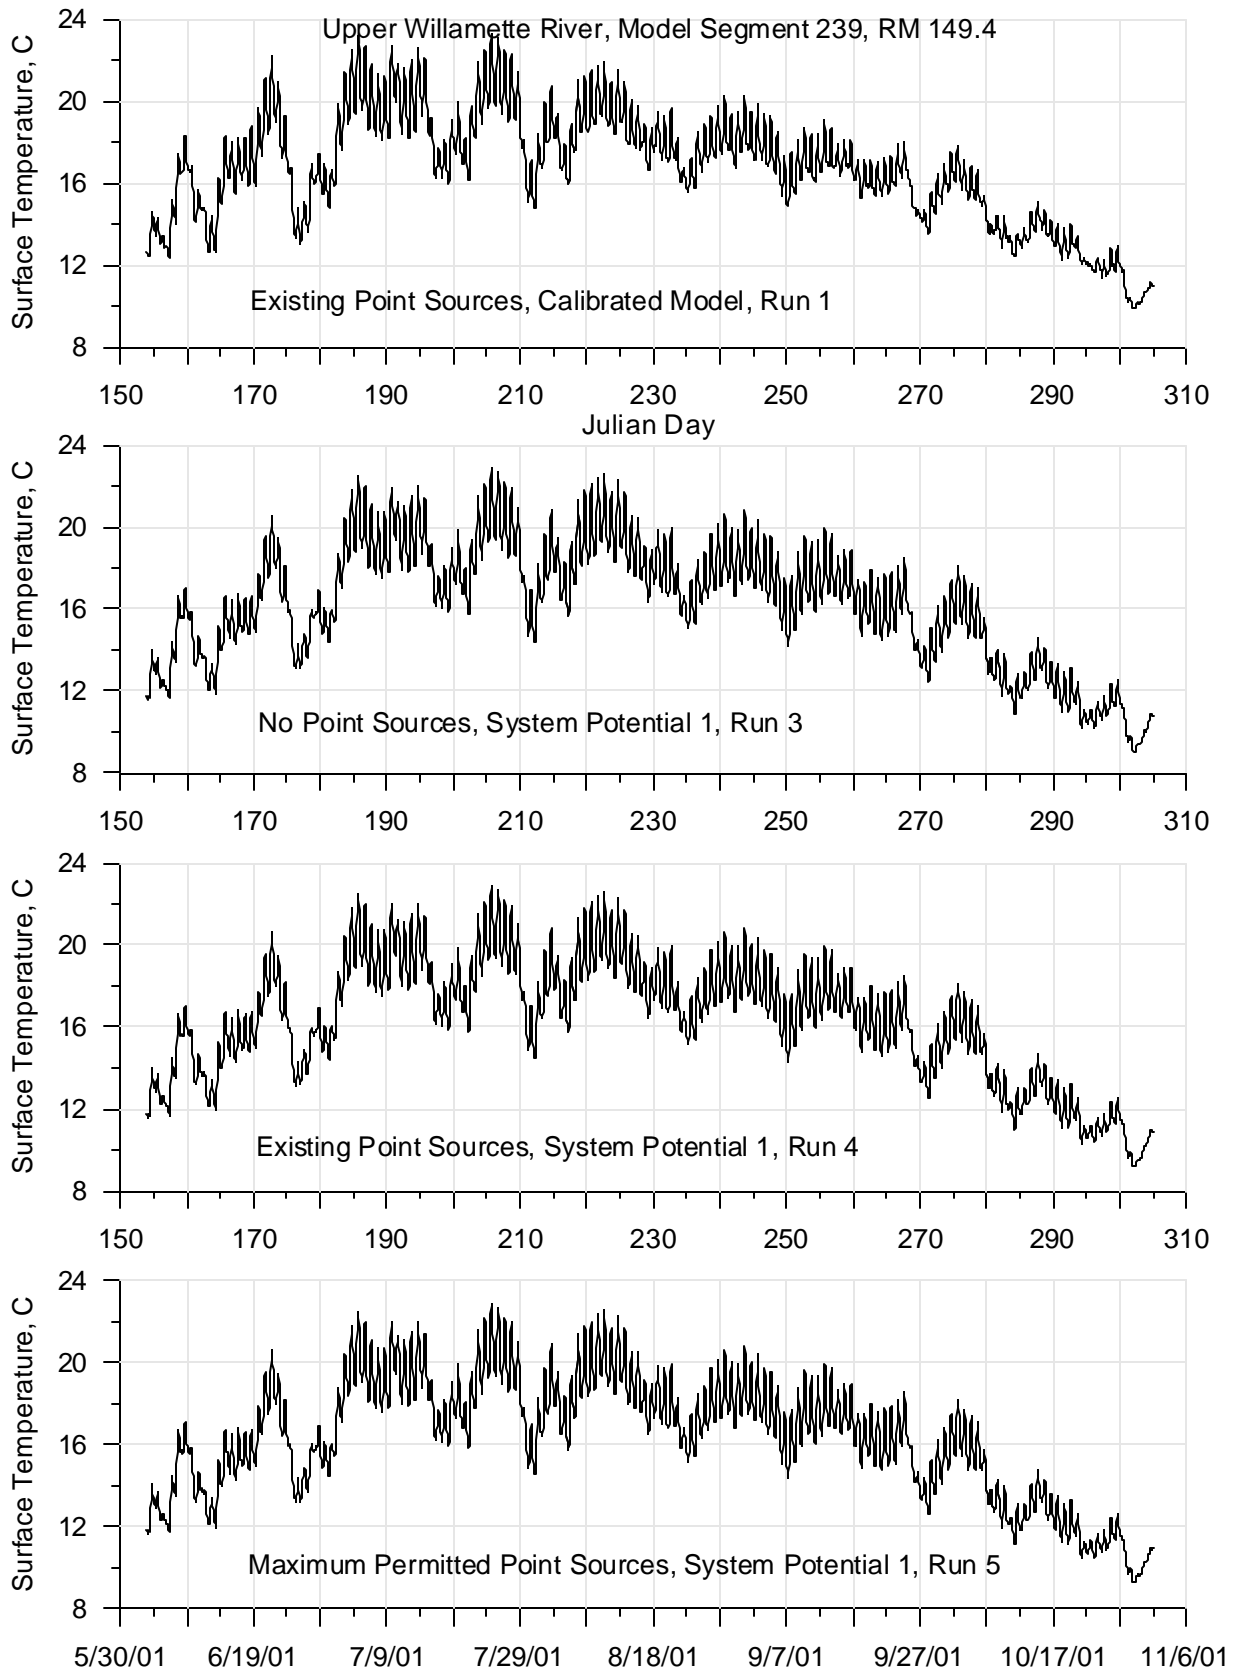 Upper Willamette River, Model Segment 239, RM 149.4
24
20
16
12
8
Surface Temperature, C
Existing Point Sources, Calibrated Model, Run 1
150 170 190 210 230 250 270 290 310
Julian Day
24
20
16
12
8
Surface Temperature, C
No Point Sources, System Potential 1, Run 3
150 170 190 210 230 250 270 290 310
24
20
16
12
8
Surface Temperature, C
Existing Point Sources, System Potential 1, Run 4
150 170 190 210 230 250 270 290 310
24
20
16
12
8
Surface Temperature, C
Maximum Permitted Point Sources, System Potential 1, Run 5
5/30/01 6/19/01 7/9/01 7/29/01 8/18/01 9/7/01 9/27/01 10/17/01 11/6/01